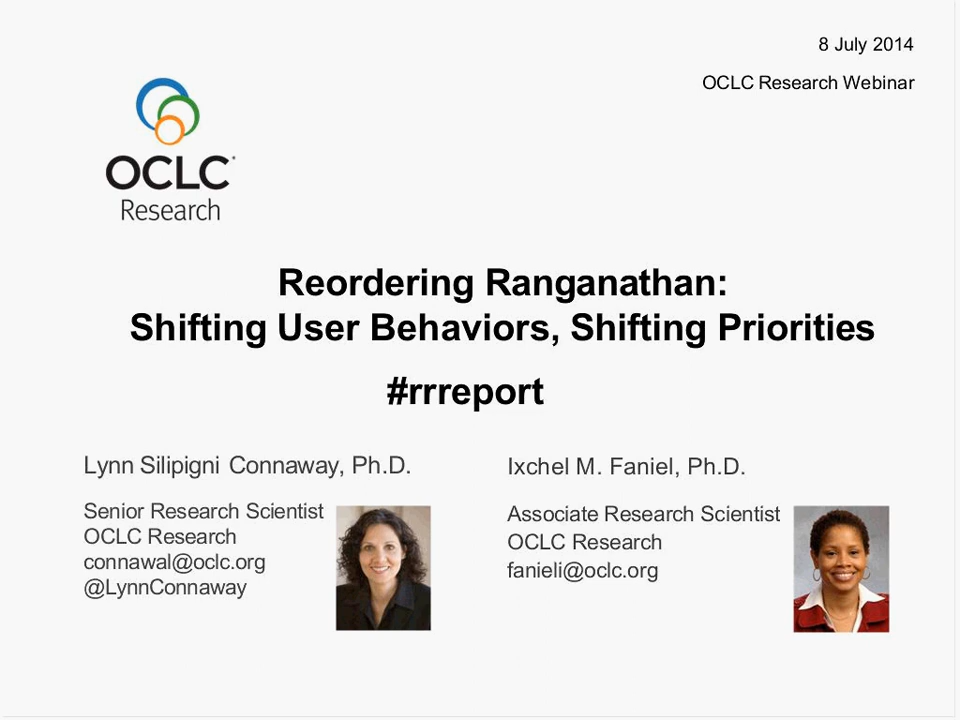 8 July 2014
OCLC Research Webinar
OCLC®
Research
Reordering Ranganathan:
Shifting User Behaviors, Shifting Priorities
#rrreport
Lynn Silipigni Connaway, Ph.D.
Senior Research Scientist
OCLC Research
connawal@oclc.org
@LynnConnaway
Ixchel M. Faniel, Ph.D.
Associate Research Scientist
OCLC Research
fanieli@oclc.org